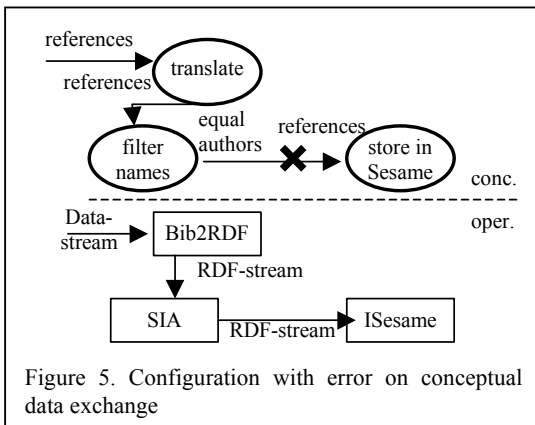 references
references
translate
equal
authors
references
filter
names
store in
Sesame
conc.
oper.
Data-
stream
Bib2RDF
RDF-stream
SIA
RDF-stream
ISesame
Figure 5. Configuration with error on conceptual
data exchange